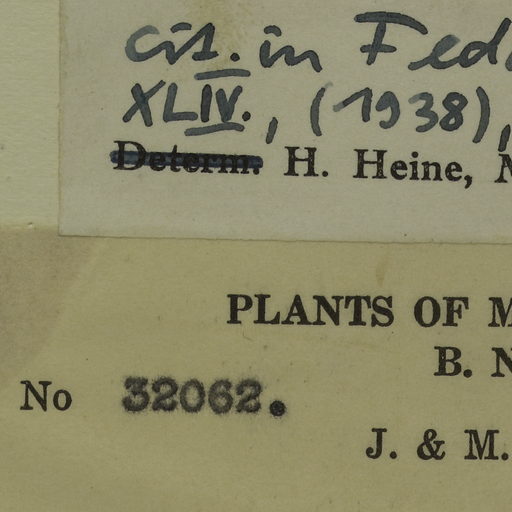 cit. in Fed
XLIV., (1938),
Determ. H. Heine, M
PLANTS OF M
B. N
No 32062.
J. & M.